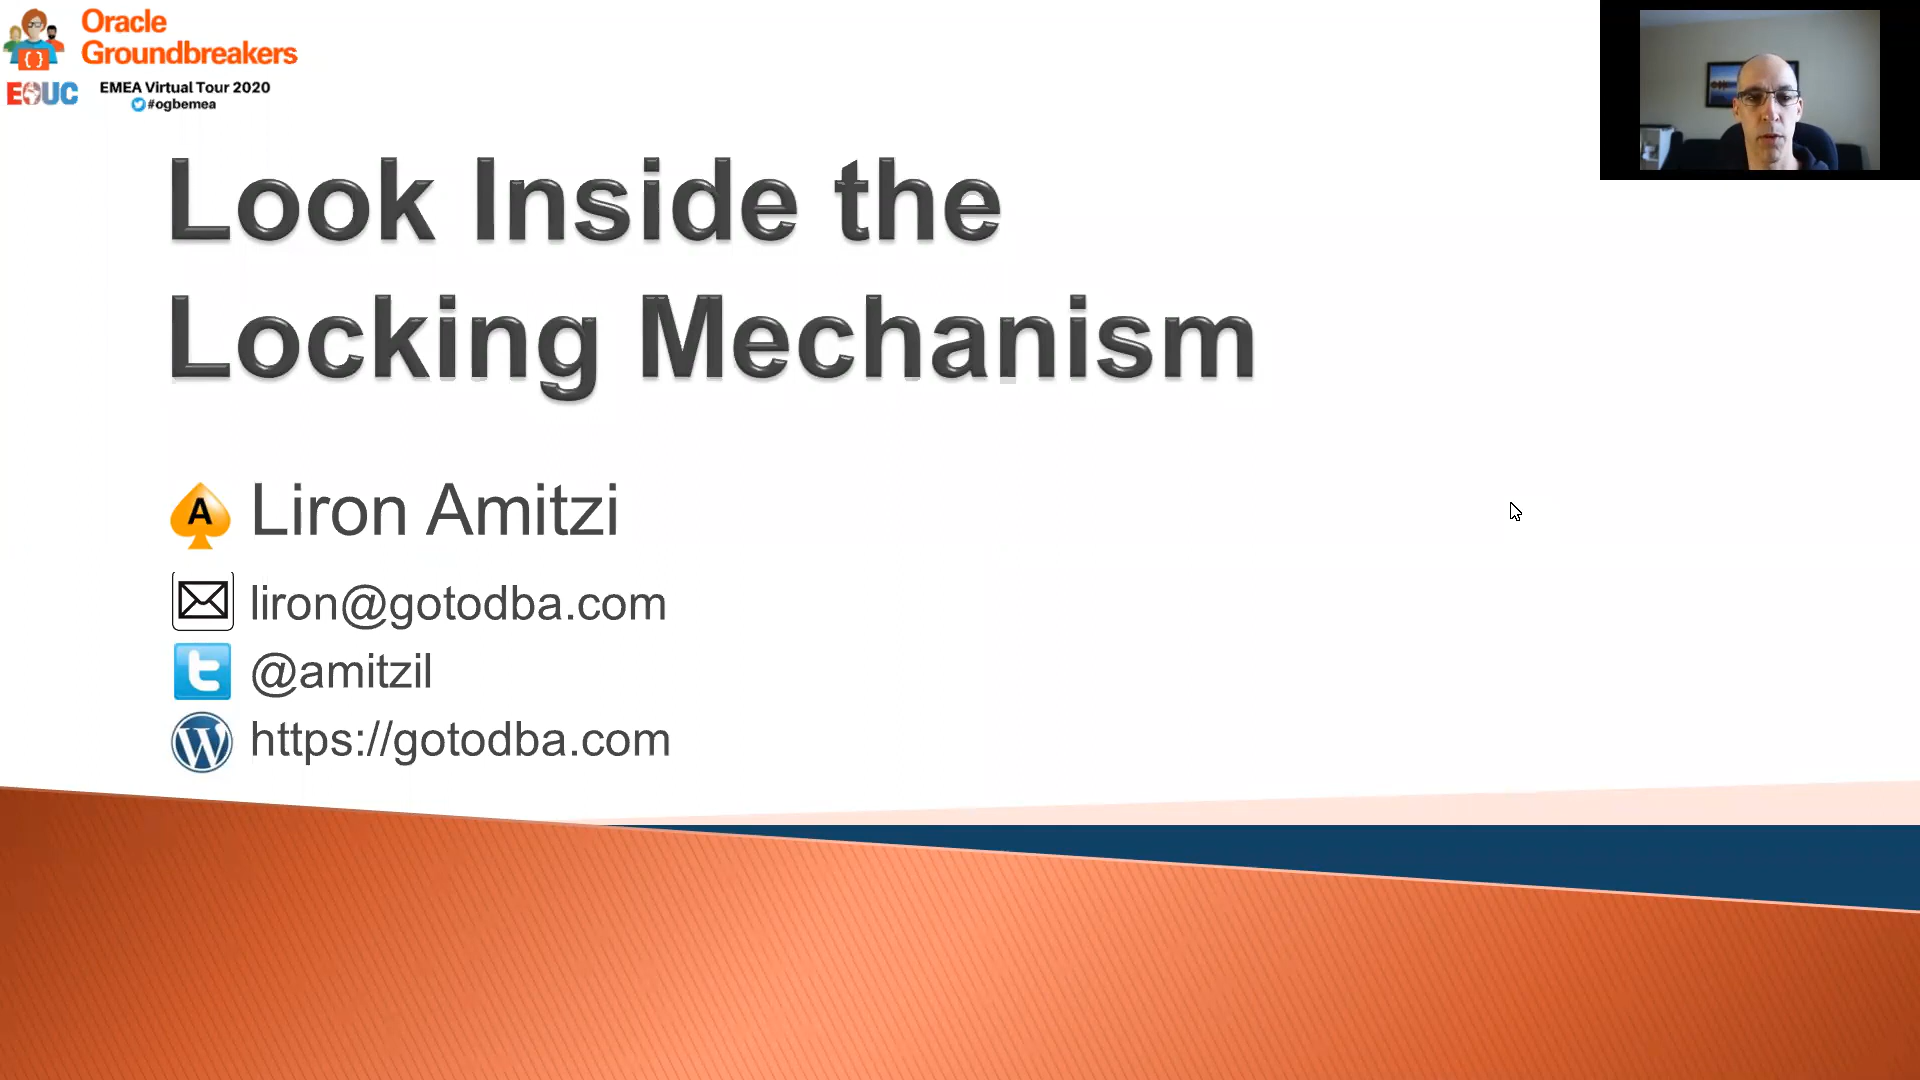 Oracle
Groundbreakers
EOUC
EMEA Virtual Tour 2020
#ogbemea
Look Inside the
Locking Mechanism
A
Liron Amitzi
liron@gotodba.com
@amitzil
https://gotodba.com